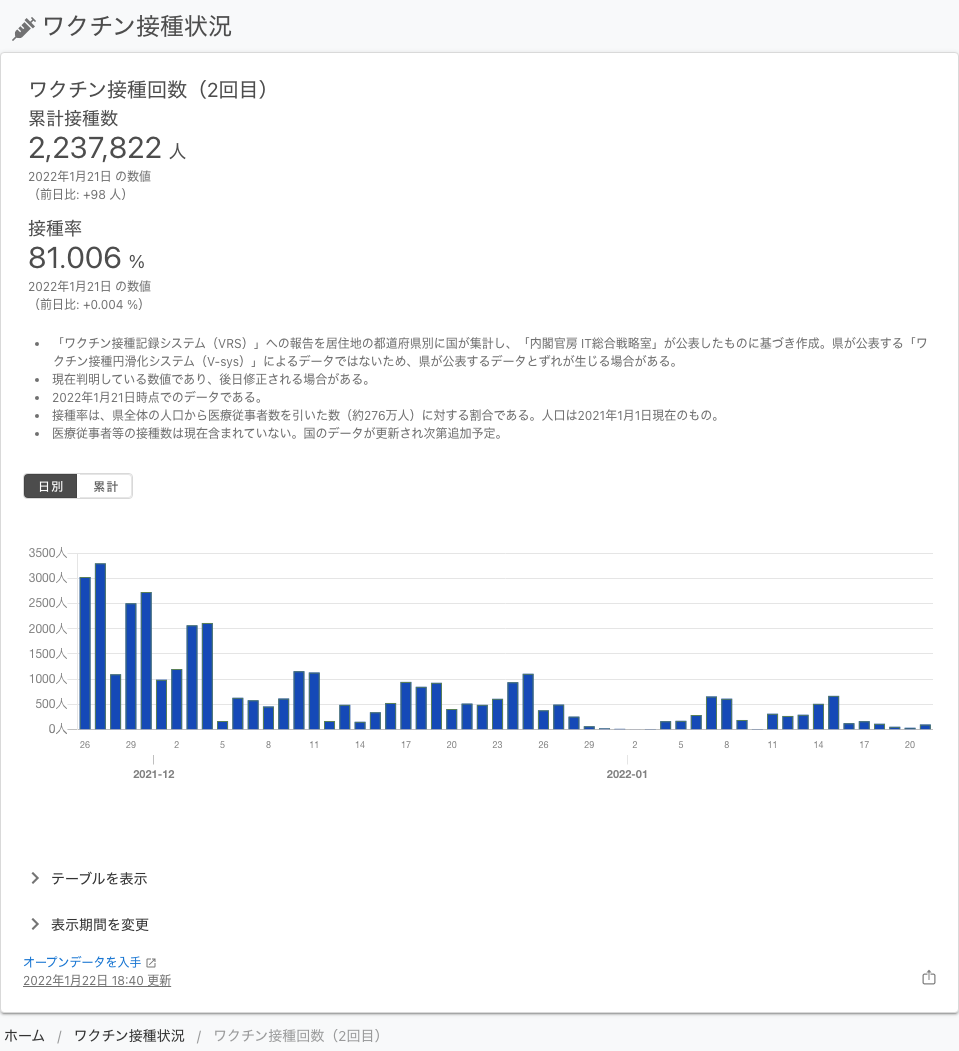 ワクチン接種状況
ワクチン接種回数（2回目）
累計接種数
2,237,822 人
2022年1月21日 の数値
（前日比: +98 人）
接種率
81.006 %
2022年1月21日 の数値
（前日比: +0.004 %）
• 「ワクチン接種記録システム（VRS）」への報告を居住地の都道府県別に国が集計し、「内閣官房 IT総合戦略室」が公表したものに基づき作成。県が公表する「ワ
クチン接種円滑化システム（V-sys）」によるデータではないため、県が公表するデータとずれが生じる場合がある。
• 現在判明している数値であり、後日修正される場合がある。
• 2022年1月21日時点でのデータである。
• 接種率は、県全体の人口から医療従事者数を引いた数（約276万人）に対する割合である。人口は2021年1月1日現在のもの。
• 医療従事者等の接種数は現在含まれていない。国のデータが更新され次第追加予定。
日別 累計
3500人
3000人
2500人
2000人
1500人
1000人
500人
0人
26 29 2 5 8 11 14 17 20 23 26 29 2 5 8 11 14 17 20
2021-12 2022-01
テーブルを表示
表示期間を変更
オープンデータを入手
2022年1月22日 18:40 更新
ホーム / ワクチン接種状況 / ワクチン接種回数（2回目）